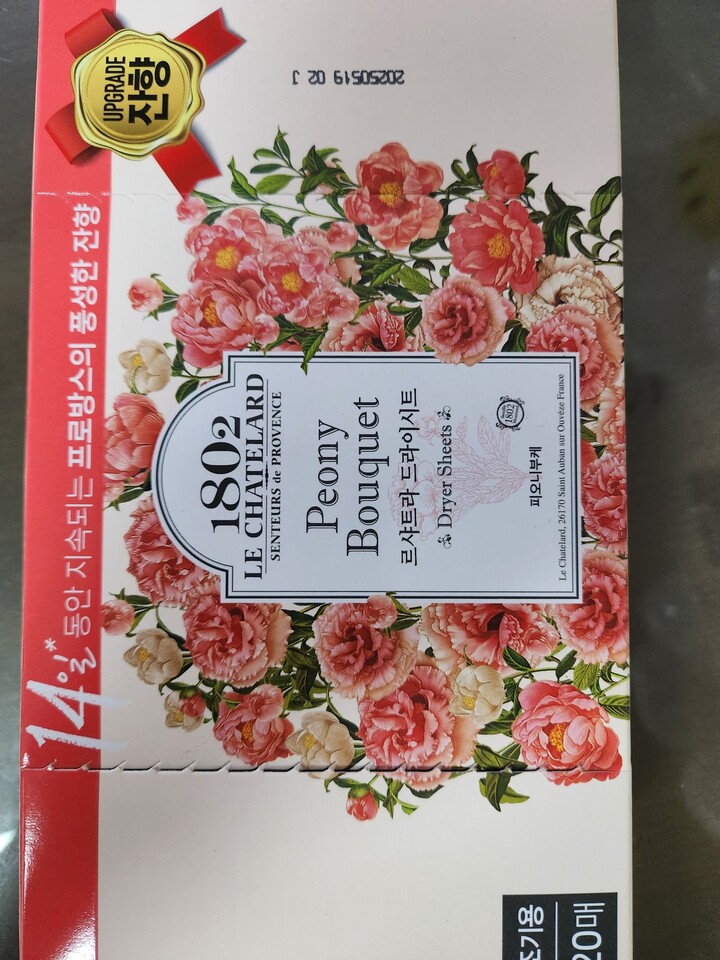 UPGRADE
잔향
20250519 02 J
14일* 동안 지속되는 프로방스의 풍성한 잔향
1802
LE CHATELARD
SENTEURS de PROVENCE
Peony
Bouquet
르샤트라 드라이시트
Dryer Sheets
피오니부케
1802
Le Chatelard, 26170 Saint Auban sur Ouvèze France
조기용
20매